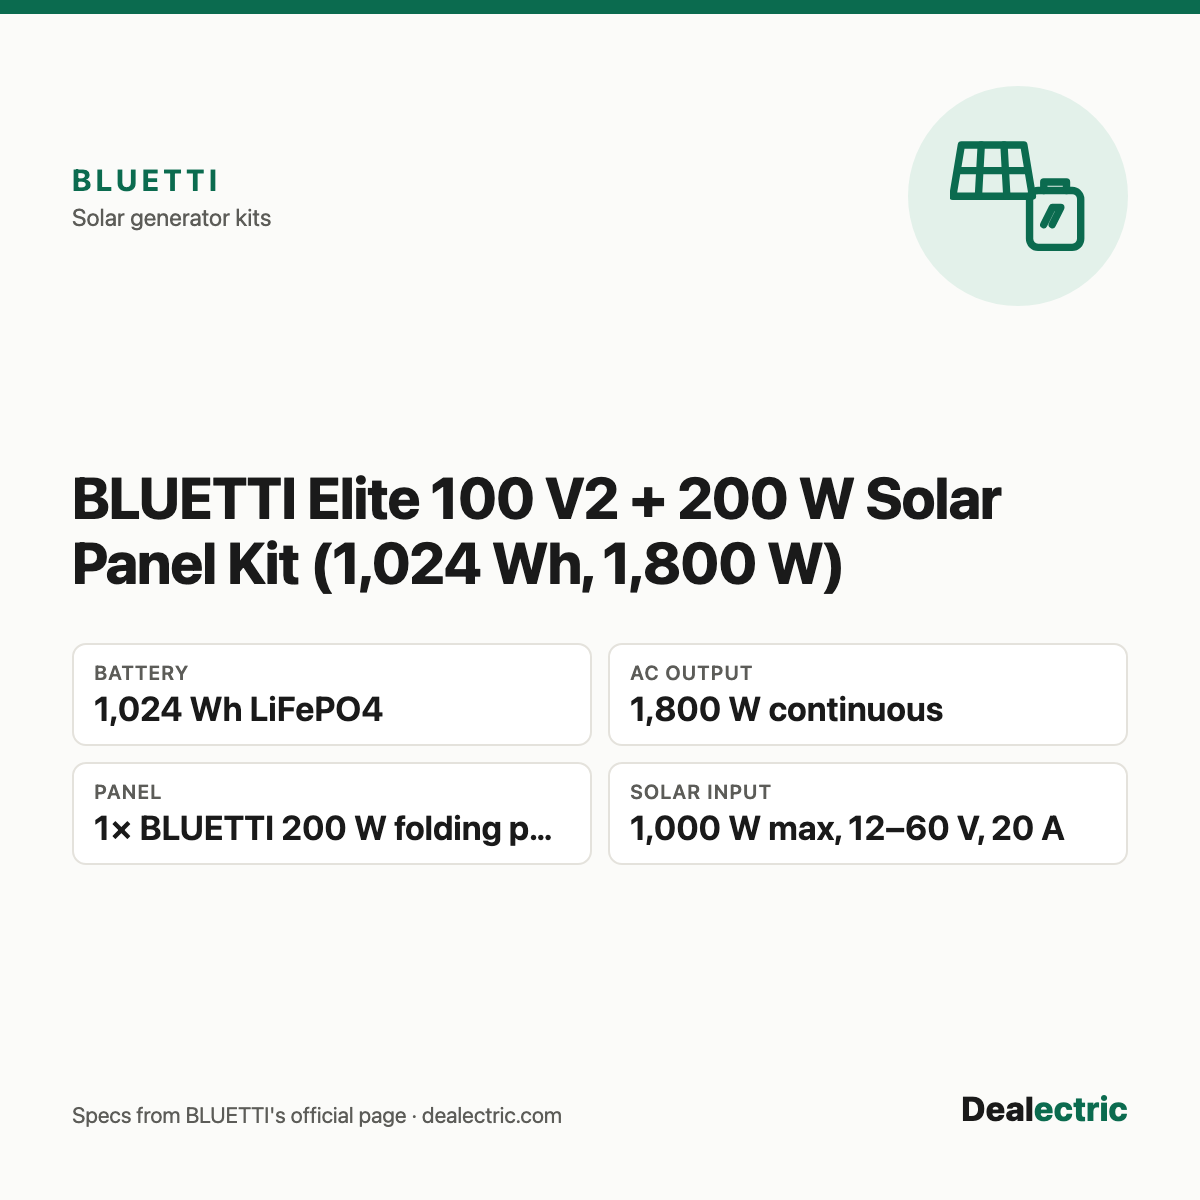 BLUETTI
Solar generator kits
BLUETTI Elite 100 V2 + 200 W Solar
Panel Kit (1,024 Wh, 1,800 W)
BATTERY
1,024 Wh LiFePO4
AC OUTPUT
1,800 W continuous
PANEL
1× BLUETTI 200 W folding p...
SOLAR INPUT
1,000 W max, 12–60 V, 20 A
Specs from BLUETTI's official page · dealectric.com
Dealectric